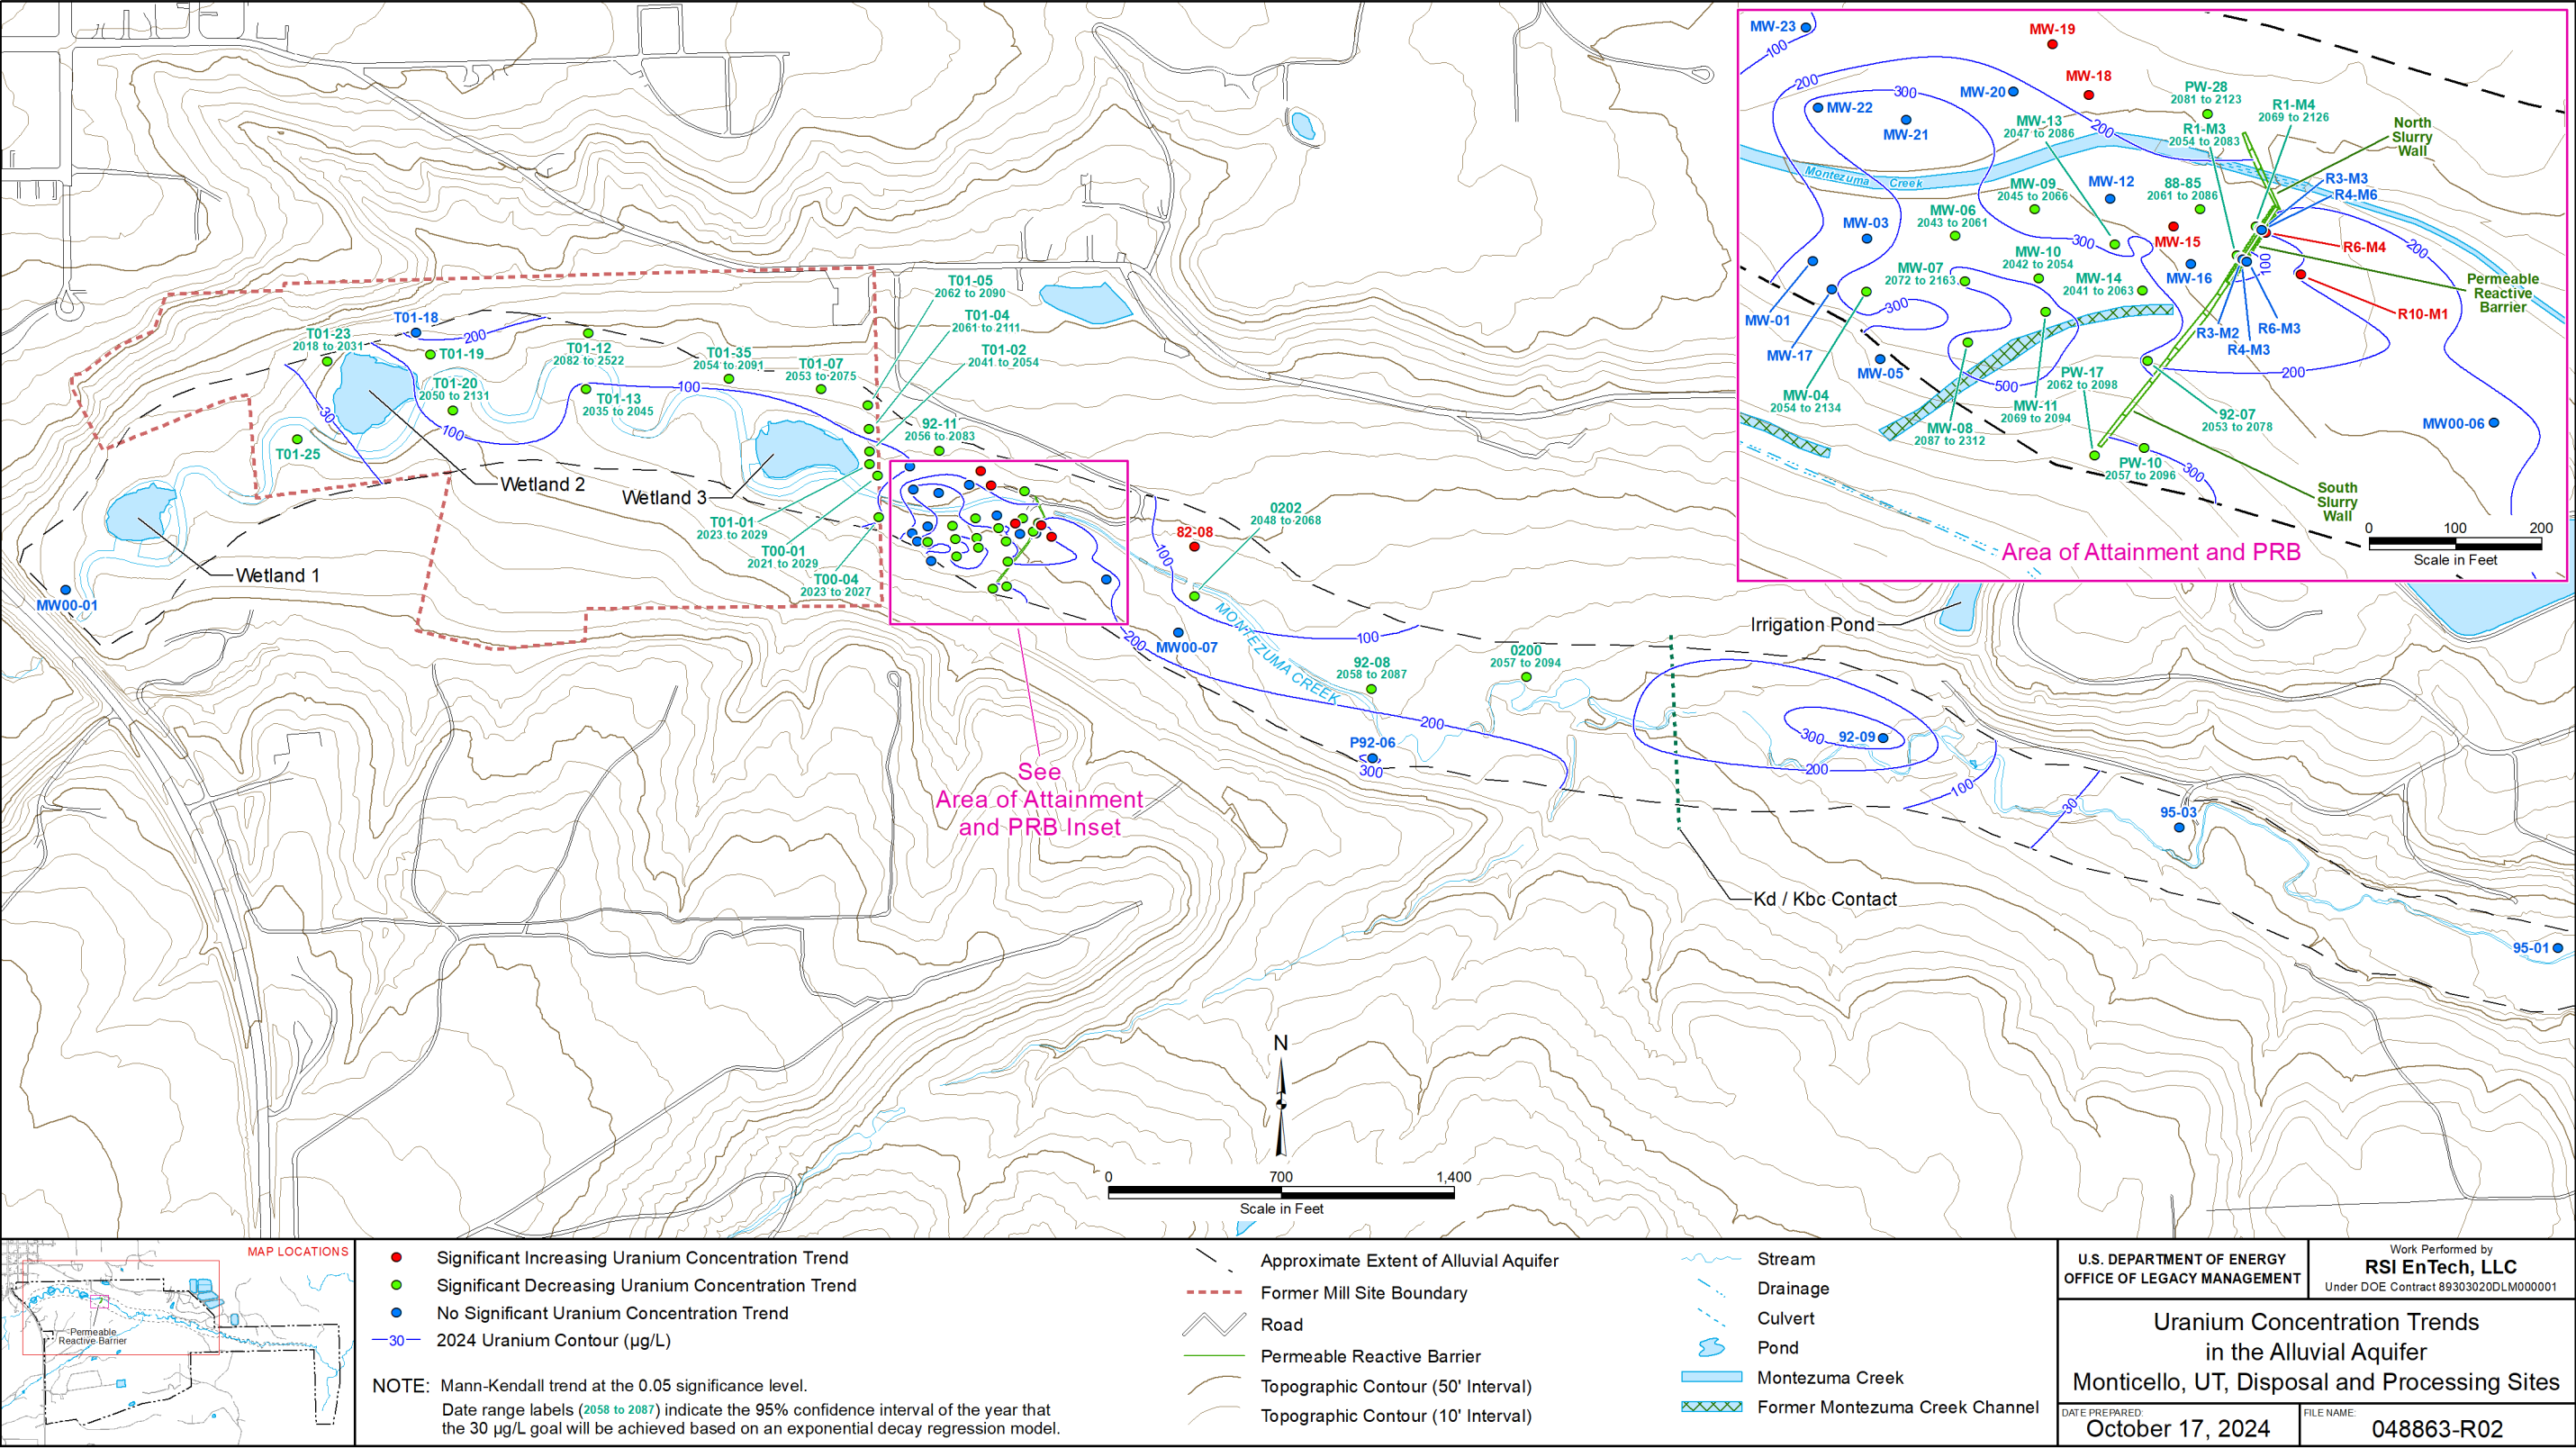 MW-23
100
MW-19
MW-18
200
300
MW-20
MW-22
MW-21
PW-28
2081 to 2123
R1-M4
2069 to 2126
MW-13
2047 to 2086
200
R1-M3
2054 to 2083
North
Slurry
Wall
Montezuma Creek
R3-M3
R4-M6
MW-09
2045 to 2066
MW-12
88-85
2061 to 2086
MW-06
2043 to 2061
MW-03
300
MW-15
R6-M4
200
MW-10
2042 to 2054
MW-07
2072 to 2163
MW-14
2041 to 2063
MW-16
100
Permeable
Reactive
Barrier
MW-01
300
R10-M1
R3-M2
R6-M3
R4-M3
MW-17
MW-05
500
PW-17
2062 to 2098
200
MW-04
2054 to 2134
MW-11
2069 to 2094
92-07
2053 to 2078
MW00-06
MW-08
2087 to 2312
PW-10
2057 to 2096
300
South
Slurry
Wall
0 100 200
Scale in Feet
Area of Attainment and PRB
T01-05
2062 to 2090
T01-04
2061 to 2111
T01-02
2041 to 2054
T01-18
200
T01-23
2018 to 2031
T01-19
T01-12
2082 to 2522
T01-35
2054 to 2091
T01-07
2053 to 2075
T01-20
2050 to 2131
100
T01-13
2035 to 2045
30
100
92-11
2056 to 2083
T01-25
Wetland 2
Wetland 3
T01-01
2023 to 2029
T00-01
2021 to 2029
T00-04
2023 to 2027
Wetland 1
MW00-01
0202
2048 to 2068
82-08
100
MONTEZUMA CREEK
100
200
MW00-07
92-08
2058 to 2087
0200
2057 to 2094
Irrigation Pond
200
P92-06
300
300
92-09
200
100
30
95-03
See
Area of Attainment
and PRB Inset
Kd / Kbc Contact
95-01
N
0 700 1,400
Scale in Feet
MAP LOCATIONS
Permeable
Reactive Barrier
Significant Increasing Uranium Concentration Trend
Significant Decreasing Uranium Concentration Trend
No Significant Uranium Concentration Trend
30 2024 Uranium Contour (µg/L)
NOTE: Mann-Kendall trend at the 0.05 significance level.
Date range labels (2058 to 2087) indicate the 95% confidence interval of the year that
the 30 µg/L goal will be achieved based on an exponential decay regression model.
Approximate Extent of Alluvial Aquifer
Former Mill Site Boundary
Road
Permeable Reactive Barrier
Topographic Contour (50' Interval)
Topographic Contour (10' Interval)
Stream
Drainage
Culvert
Pond
Montezuma Creek
Former Montezuma Creek Channel
U.S. DEPARTMENT OF ENERGY
OFFICE OF LEGACY MANAGEMENT
Work Performed by
RSI EnTech, LLC
Under DOE Contract 89303020DLM000001
Uranium Concentration Trends
in the Alluvial Aquifer
Monticello, UT, Disposal and Processing Sites
DATE PREPARED:
October 17, 2024
FILE NAME:
048863-R02